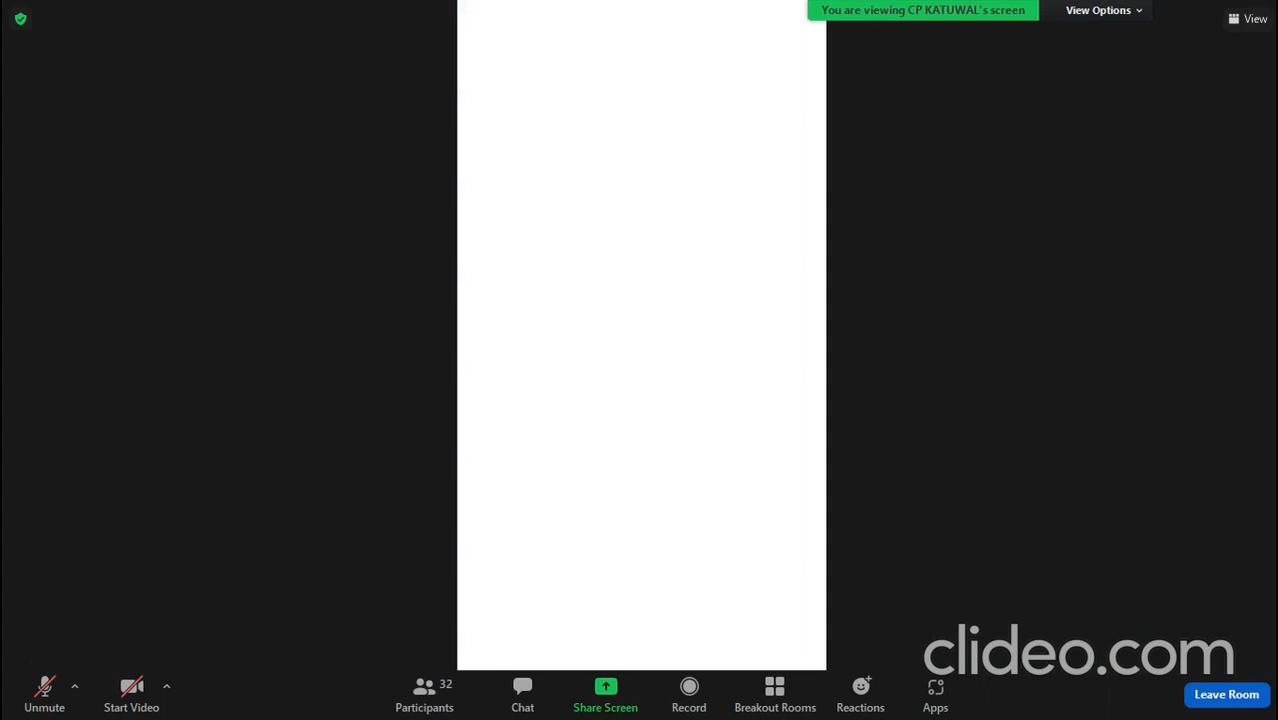 You are viewing CP KATUWAL's screen
View Options
View
clideo.com
Unmute
Start Video
Participants
32
Chat
Share Screen
Record
Breakout Rooms
Reactions
Apps
Leave Room